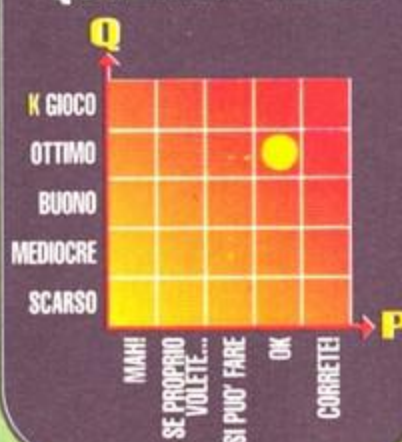 Q
K GIOCO
OTTIMO
BUONO
MEDIOCRE
SCARSO
P
MAH!
SE PROPRIO
VOLETE...
SI PUO' FARE
OK
CORRETE!